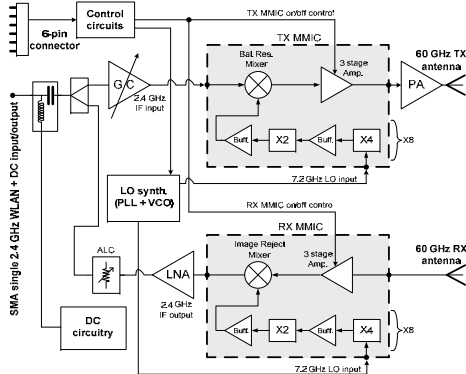 Control
circuits
6-pin
connector
TX MMIC on/off control
TX MMIC
Bal. Res.
Mixer
3 stage
Amp.
60 GHz TX
antenna
G/C
2.4 GHz
IF input
PA
Buff.
X2
Buff.
X4
X8
7.2 GHz LO input
SMA single 2.4 GHz WLAN + DC input/output
LO synth.
(PLL + VCO)
RX MMIC on/off control
RX MMIC
Image Reject
Mixer
3 stage
Amp.
60 GHz RX
antenna
ALC
LNA
2.4 GHz
IF output
DC
circuitry
Buff.
X2
Buff.
X4
X8
7.2 GHz LO input